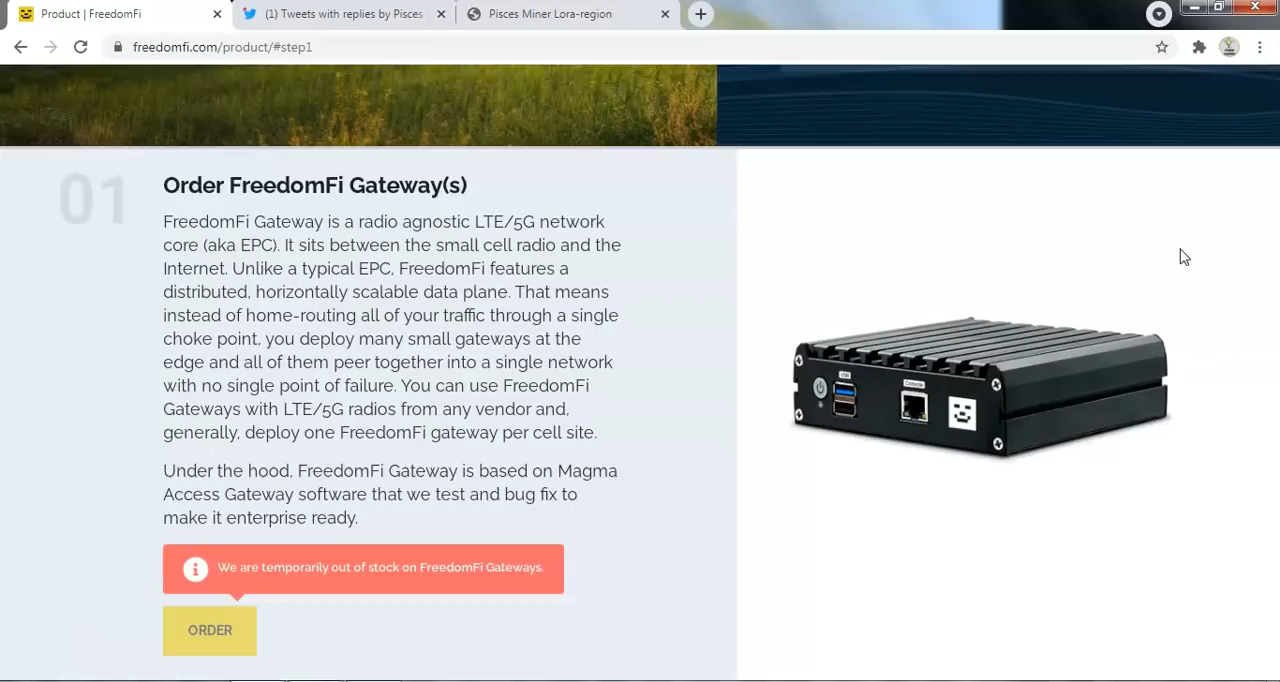 Product | FreedomFi
(1) Tweets with replies by Pisces
Pisces Miner Lora-region
freedomfi.com/product/#step1
01
Order FreedomFi Gateway(s)
FreedomFi Gateway is a radio agnostic LTE/5G network
core (aka EPC). It sits between the small cell radio and the
Internet. Unlike a typical EPC, FreedomFi features a
distributed, horizontally scalable data plane. That means
instead of home-routing all of your traffic through a single
choke point, you deploy many small gateways at the
edge and all of them peer together into a single network
with no single point of failure. You can use FreedomFi
Gateways with LTE/5G radios from any vendor and,
generally, deploy one FreedomFi gateway per cell site.
Under the hood, FreedomFi Gateway is based on Magma
Access Gateway software that we test and bug fix to
make it enterprise ready.
We are temporarily out of stock on FreedomFi Gateways.
ORDER
USB
Console